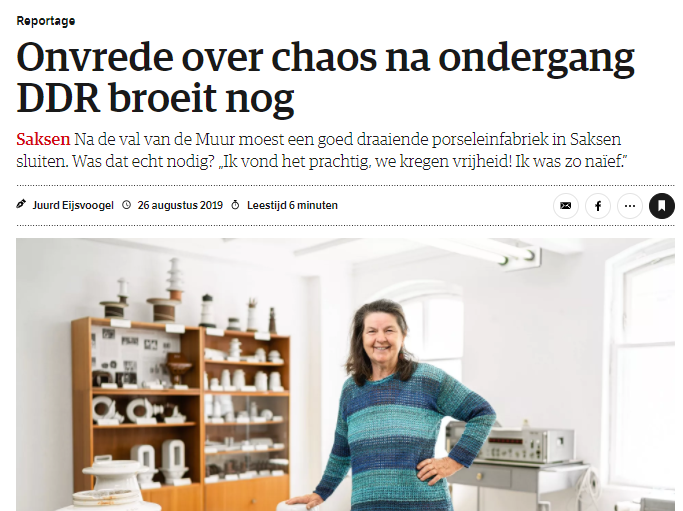 Reportage
Onvrede over chaos na ondergang
DDR broeit nog
Saksen Na de val van de Muur moest een goed draaiende porseleinfabriek in Saksen
sluiten. Was dat echt nodig? „Ik vond het prachtig, we kregen vrijheid! Ik was zo naïef.”
Juurd Eijsvoogel 26 augustus 2019 Leestijd 6 minuten